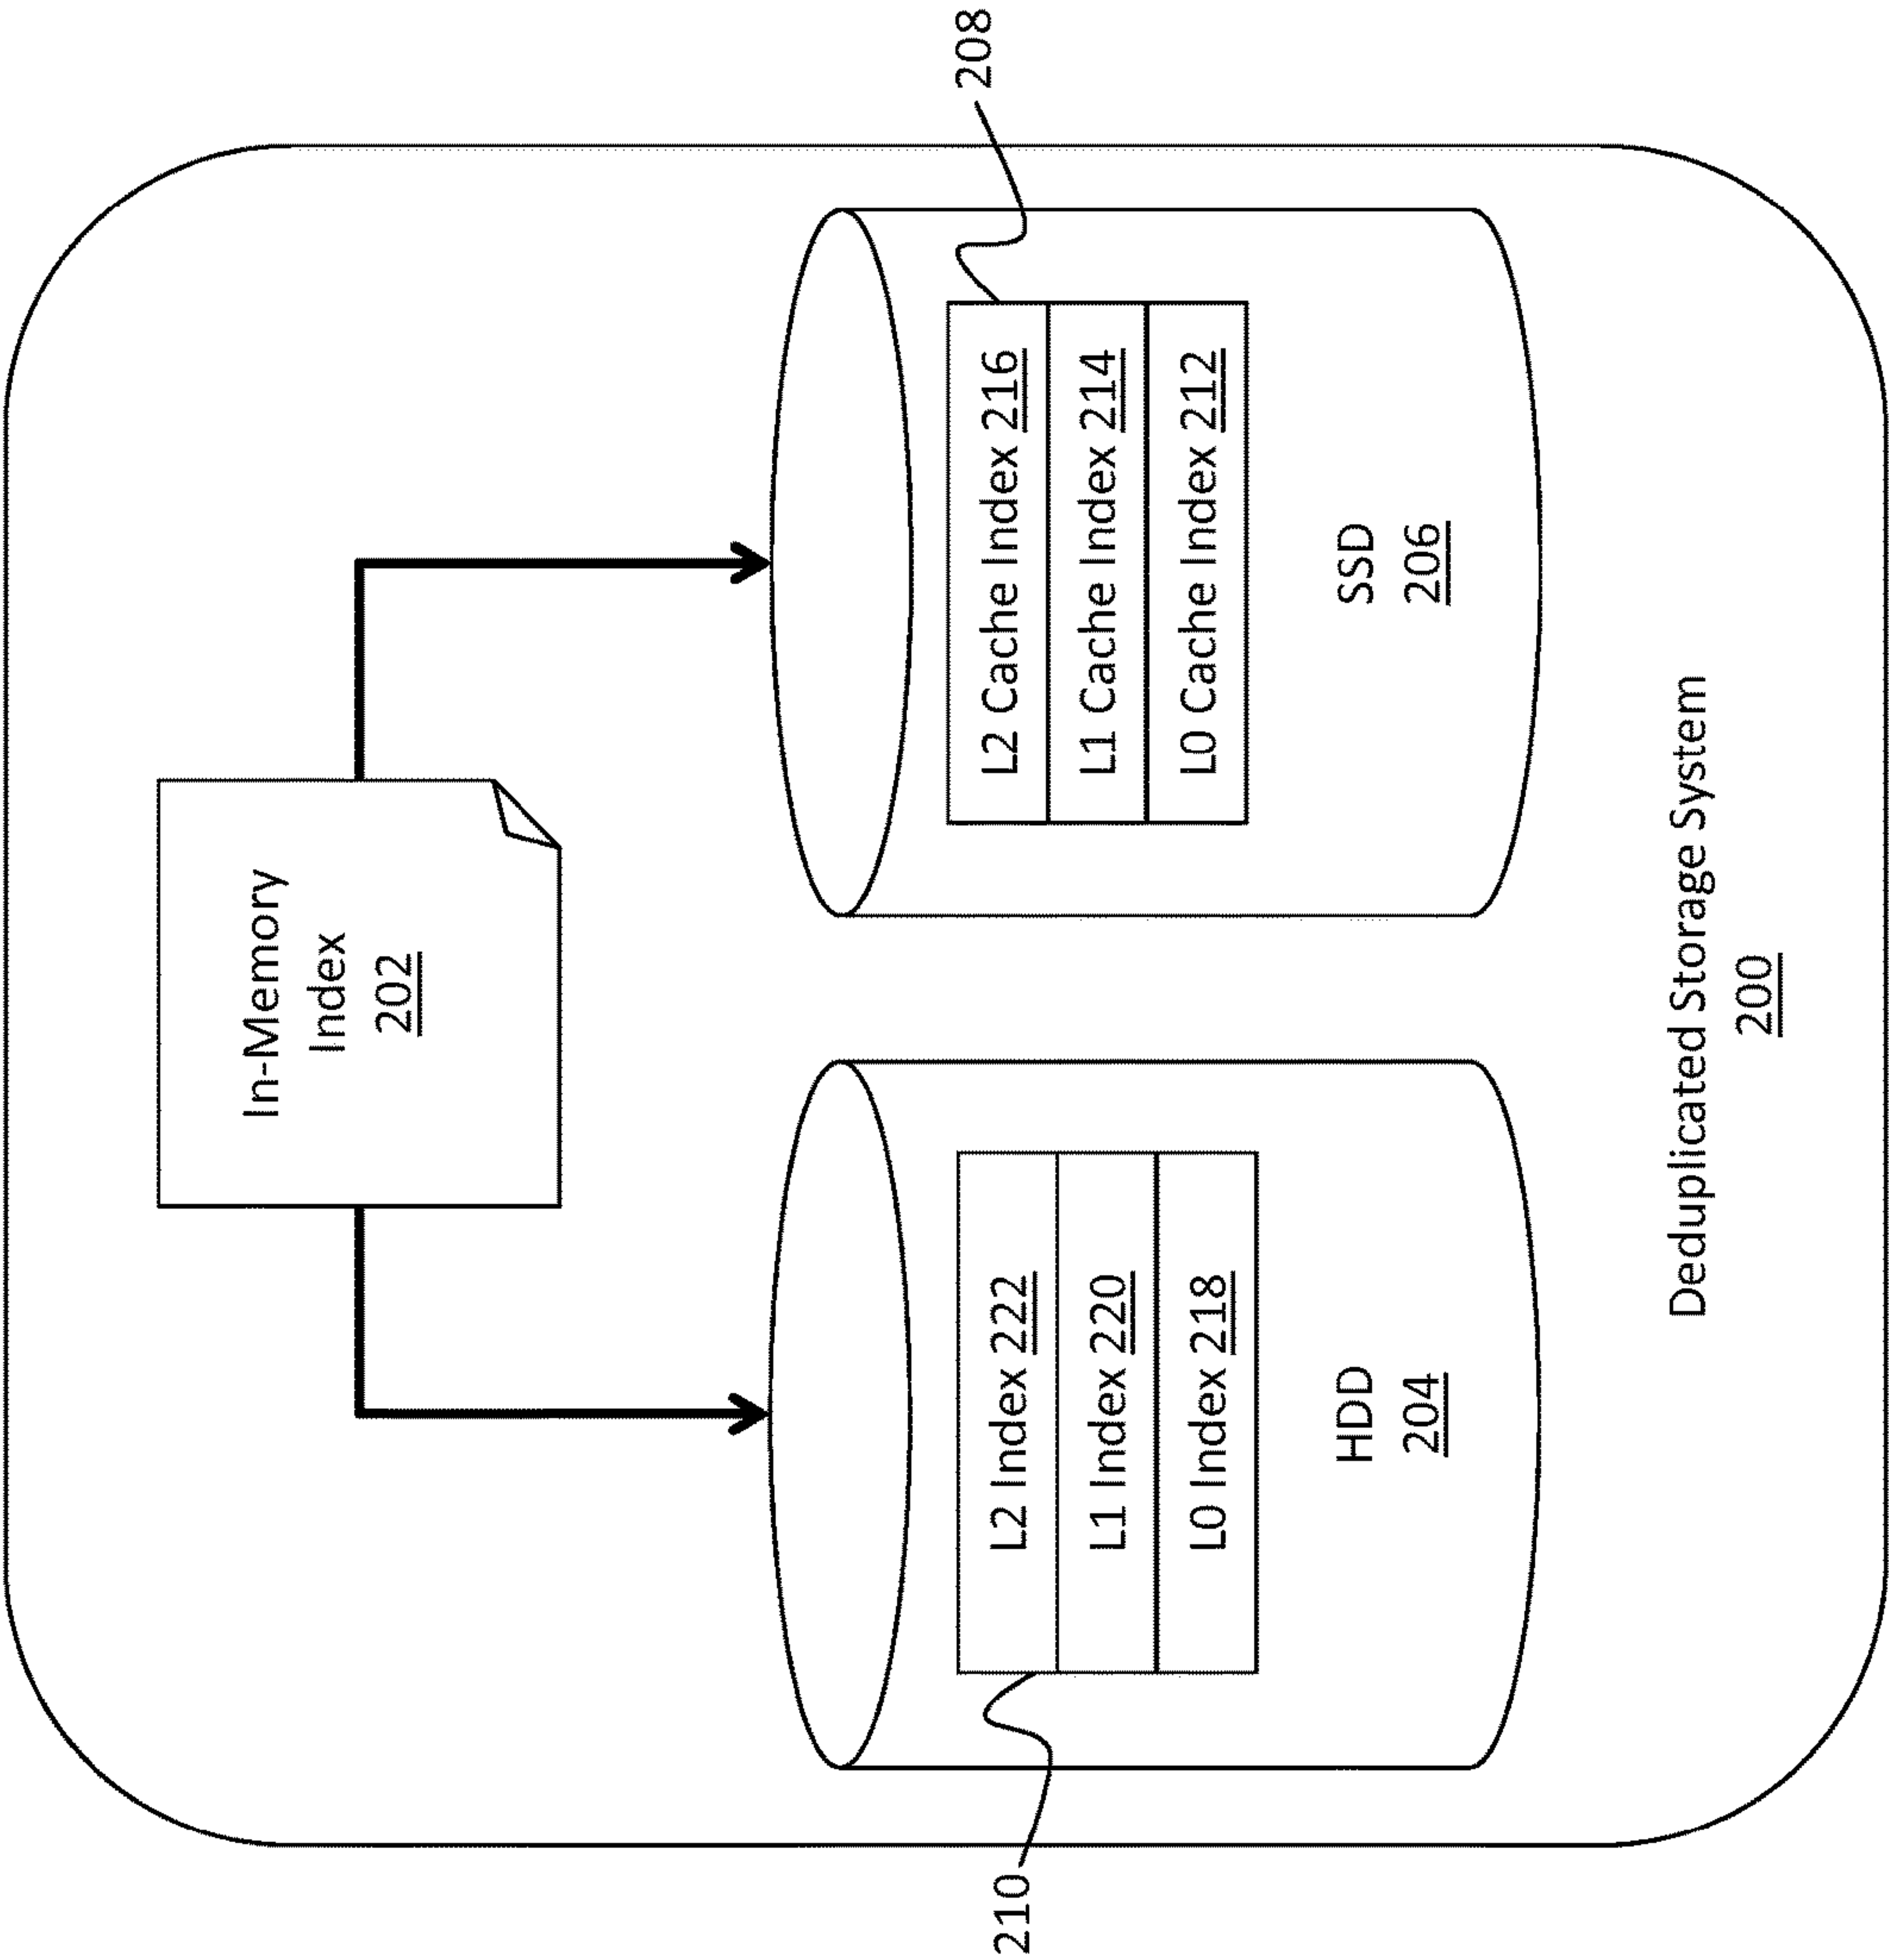 In-Memory
Index
202
210
L2 Index 222
L1 Index 220
L0 Index 218
HDD
204
208
L2 Cache Index 216
L1 Cache Index 214
L0 Cache Index 212
SSD
206
Deduplicated Storage System
200